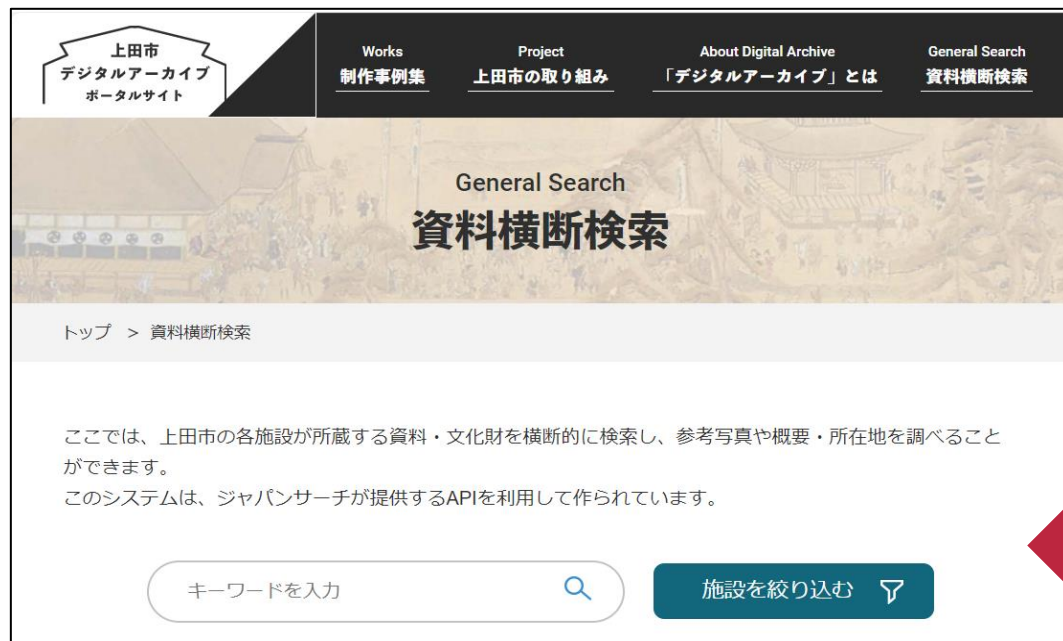 上田市
デジタルアーカイブ
ポータルサイト
Works
制作事例集
Project
上田市の取り組み
About Digital Archive
「デジタルアーカイブ」とは
General Search
資料横断検索
General Search
資料横断検索
トップ > 資料横断検索
ここでは、上田市の各施設が所蔵する資料・文化財を横断的に検索し、参考写真や概要・所在地を調べること
ができます。
このシステムは、ジャパンサーチが提供するAPIを利用して作られています。
キーワードを入力
施設を絞り込む